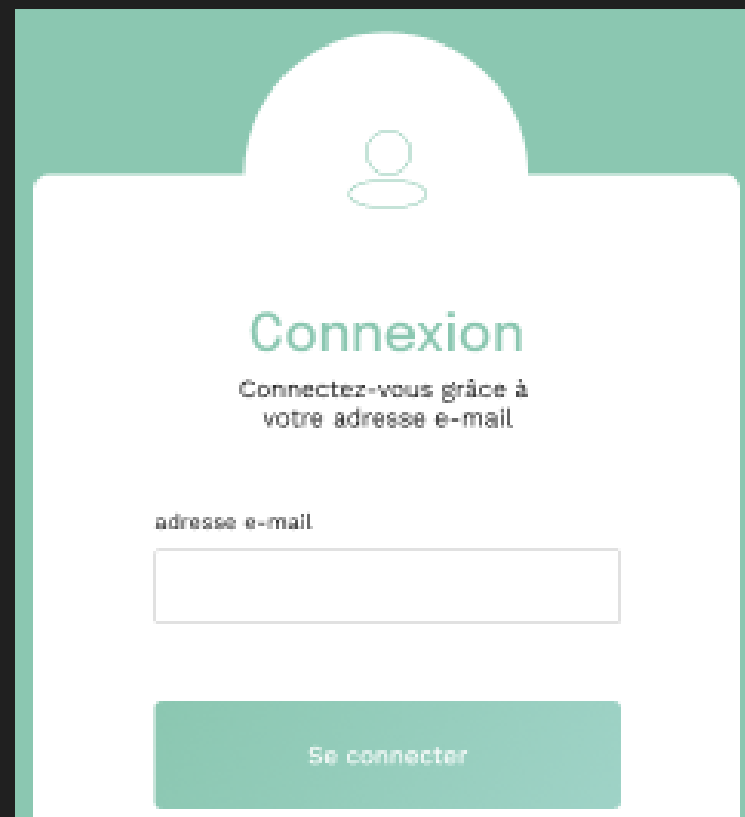 Connexion
Connectez-vous grâce à
votre adresse e-mail
adresse e-mail
Se connecter